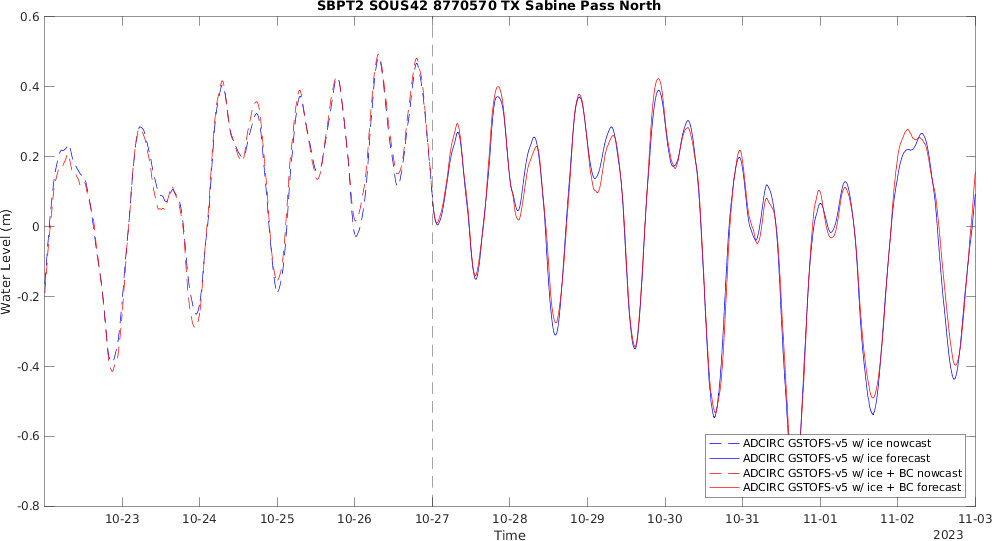 SBPT2 SOUS42 8770570 TX Sabine Pass North
0.6
0.4
0.2
0
-0.2
-0.4
-0.6
-0.8
Water Level (m)
ADCIRC GSTOFS-v5 w/ ice nowcast
ADCIRC GSTOFS-v5 w/ ice forecast
ADCIRC GSTOFS-v5 w/ ice + BC nowcast
ADCIRC GSTOFS-v5 w/ ice + BC forecast
10-23 10-24 10-25 10-26 10-27 10-28 10-29 10-30 10-31 11-01 11-02 11-03
Time
2023